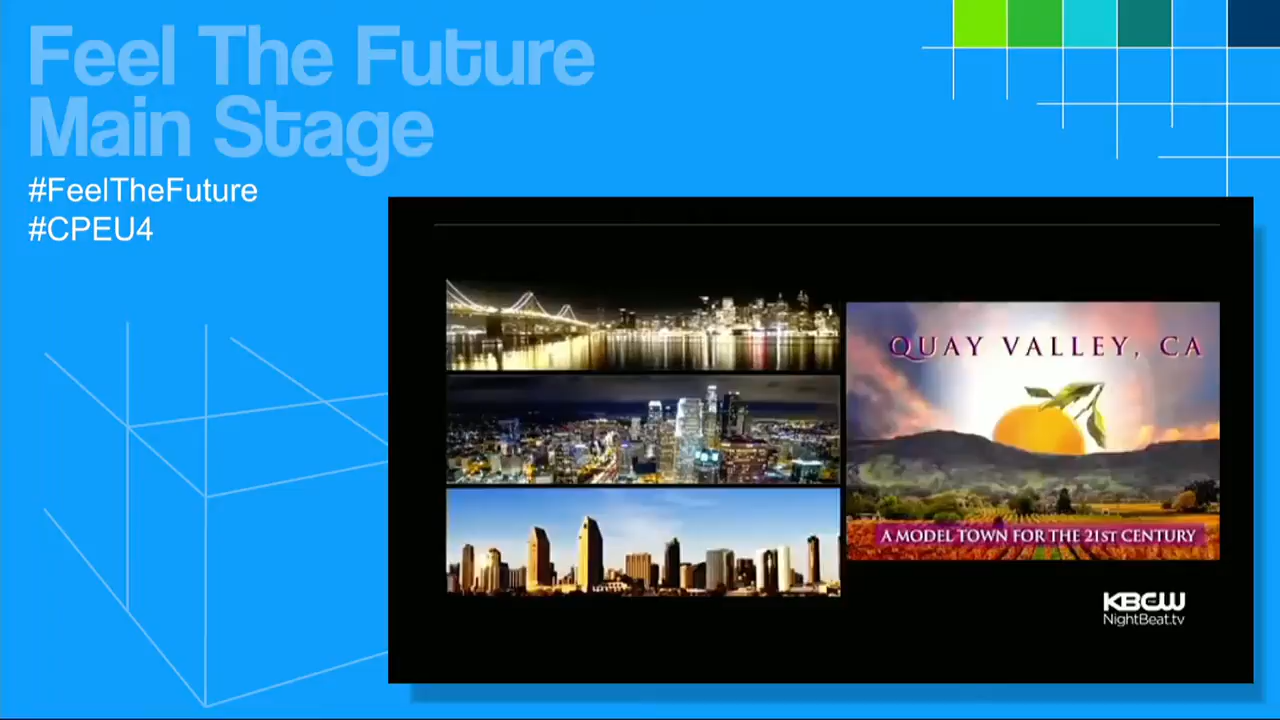 Feel The Future
Main Stage
#FeelTheFuture
#CPEU4
QUAY VALLEY, CA
A MODEL TOWN FOR THE 21ST CENTURY
KBCW
NightBeat.tv